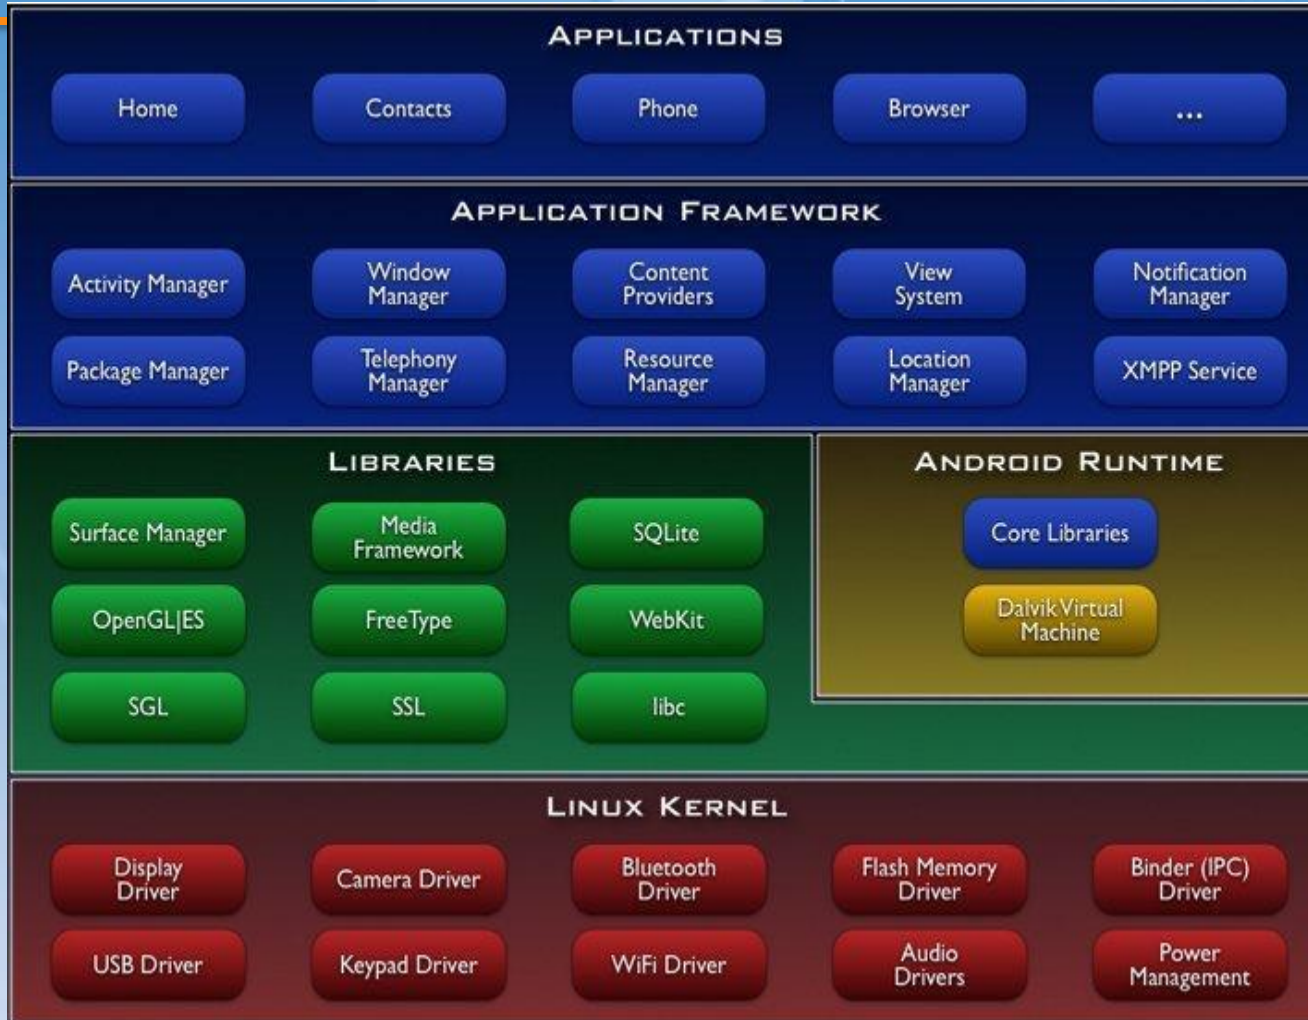 APPLICATIONS
Home
Contacts
Phone
Browser
...
APPLICATION FRAMEWORK
Activity Manager
Window
Manager
Content
Providers
View
System
Notification
Manager
Package Manager
Telephony
Manager
Resource
Manager
Location
Manager
XMPP Service
LIBRARIES
Surface Manager
Media
Framework
SQLite
OpenGL|ES
FreeType
WebKit
SGL
SSL
libc
ANDROID RUNTIME
Core Libraries
Dalvik Virtual
Machine
LINUX KERNEL
Display
Driver
Camera Driver
Bluetooth
Driver
Flash Memory
Driver
Binder (IPC)
Driver
USB Driver
Keypad Driver
WiFi Driver
Audio
Drivers
Power
Management